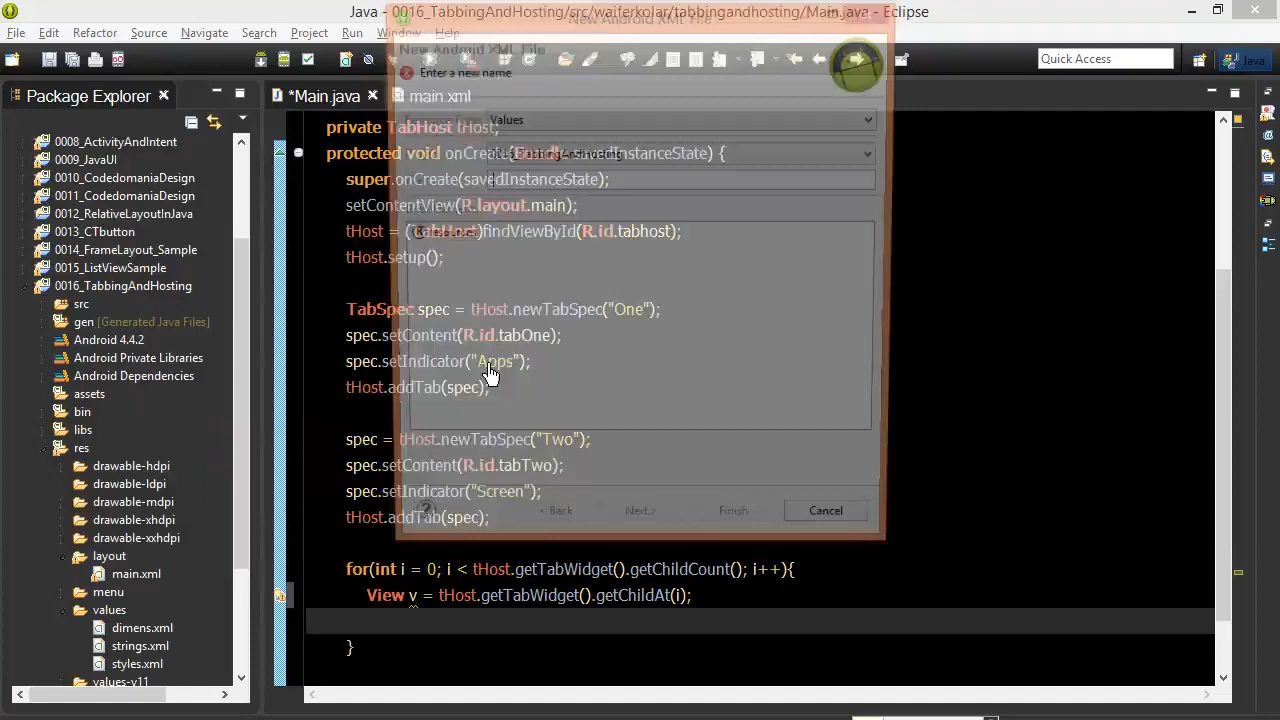 Java - 0016_TabbingAndHosting/src/waiferkolar/tabbingandhosting/Main.java - Eclipse
New Android XML File
File Edit Refactor Source Navigate Search Project Run Window Help
New Android XML File
Enter a new name
Quick Access
Java
Package Explorer
*Main.java
main.xml
Values
0008_ActivityAndIntent
0009_JavaUI
0010_CodedomaniaDesign
0011_CodedomaniaDesign
0012_RelativeLayoutInJava
0013_CTbutton
0014_FrameLayout_Sample
0015_ListViewSample
0016_TabbingAndHosting
src
gen [Generated Java Files]
Android 4.4.2
Android Private Libraries
Android Dependencies
assets
bin
libs
res
drawable-hdpi
drawable-ldpi
drawable-mdpi
drawable-xhdpi
drawable-xxhdpi
layout
main.xml
menu
values
dimens.xml
strings.xml
styles.xml
values-v11
private TabHost tHost;
protected void onCreate(Bundle savedInstanceState) {
super.onCreate(savedInstanceState);
setContentView(R.layout.main);
tHost = (TabHost)findViewById(R.id.tabhost);
tHost.setup();
TabSpec spec = tHost.newTabSpec("One");
spec.setContent(R.id.tabOne);
spec.setIndicator("Apps");
tHost.addTab(spec);
spec = tHost.newTabSpec("Two");
spec.setContent(R.id.tabTwo);
spec.setIndicator("Screen");
tHost.addTab(spec);
for(int i = 0; i < tHost.getTabWidget().getChildCount(); i++){
View v = tHost.getTabWidget().getChildAt(i);
}
< Back
Next >
Finish
Cancel